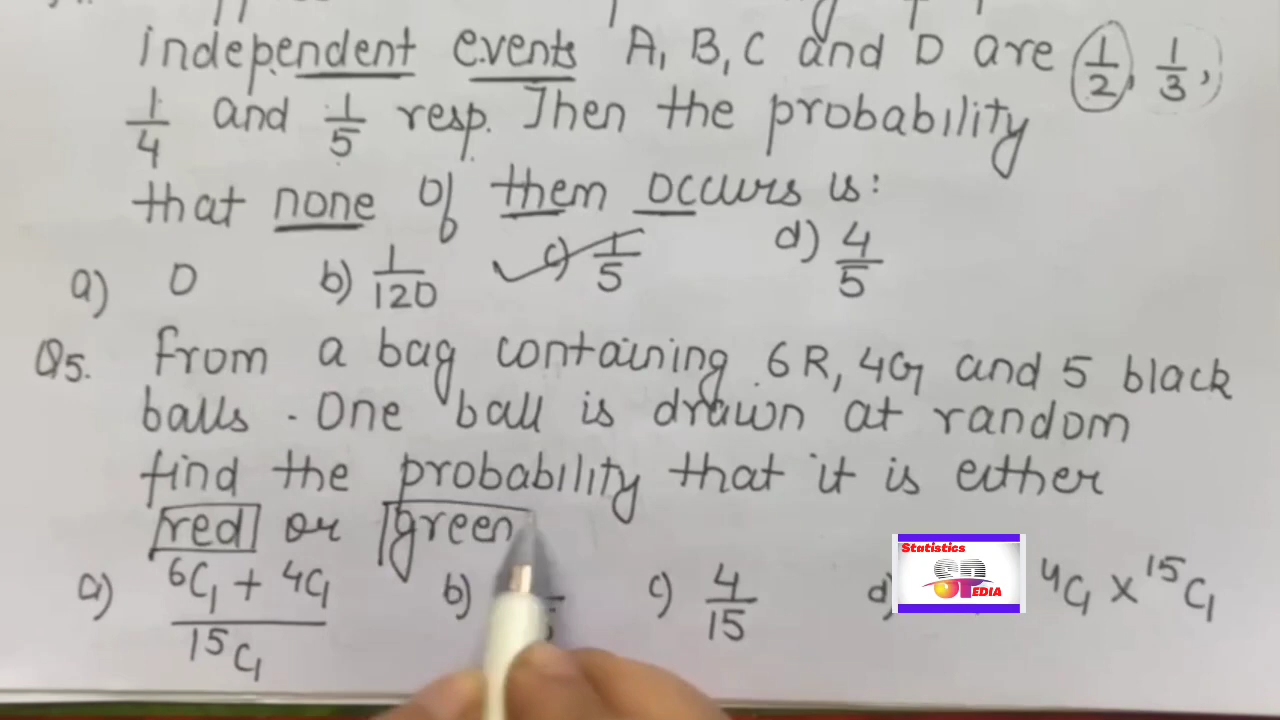 independent events A, B, C and D are 1/2, 1/3,
1/4 and 1/5 resp. Then the probability
that none of them occurs is:
a) 0 b) 1/120 c) 1/5 d) 4/5
Q5. From a bag containing 6R, 4G and 5 black
balls. One ball is drawn at random
find the probability that it is either
red or green
a) ⁶C₁ + ⁴C₁ / ¹⁵C₁ b) c) 4/15 d) ⁴C₁ × ¹⁵C₁
Statistics
EDIA